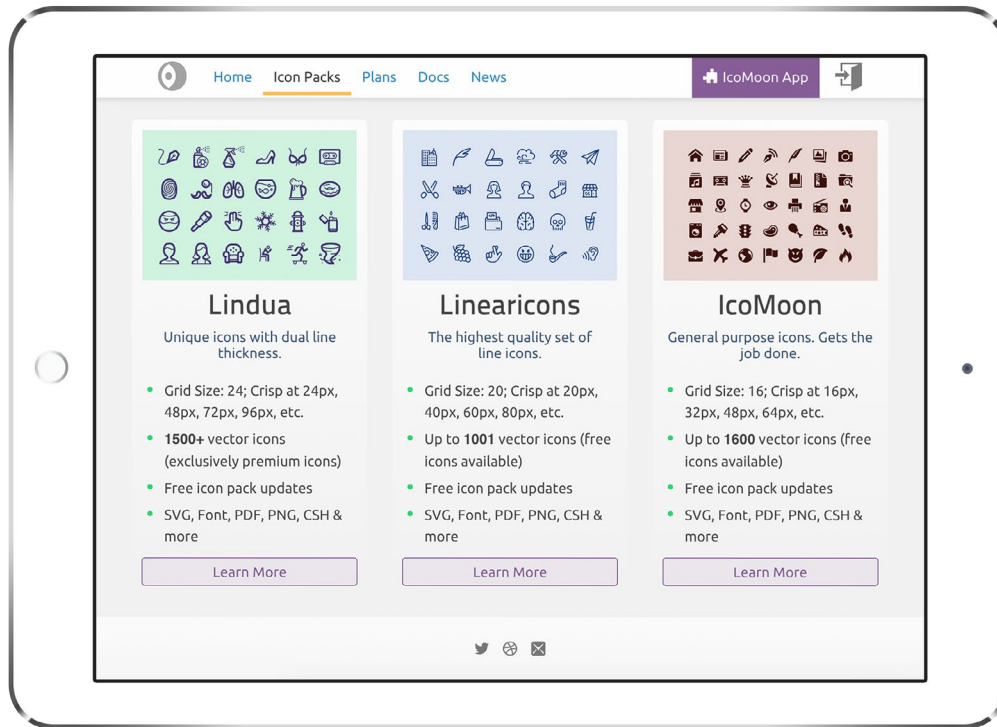 Home Icon Packs Plans Docs News IcoMoon App
Lindua
Unique icons with dual line
thickness.
Grid Size: 24; Crisp at 24px,
48px, 72px, 96px, etc.
1500+ vector icons
(exclusively premium icons)
Free icon pack updates
SVG, Font, PDF, PNG, CSH &
more
Learn More
Linearicons
The highest quality set of
line icons.
Grid Size: 20; Crisp at 20px,
40px, 60px, 80px, etc.
Up to 1001 vector icons (free
icons available)
Free icon pack updates
SVG, Font, PDF, PNG, CSH &
more
Learn More
IcoMoon
General purpose icons. Gets the
job done.
Grid Size: 16; Crisp at 16px,
32px, 48px, 64px, etc.
Up to 1600 vector icons (free
icons available)
Free icon pack updates
SVG, Font, PDF, PNG, CSH &
more
Learn More